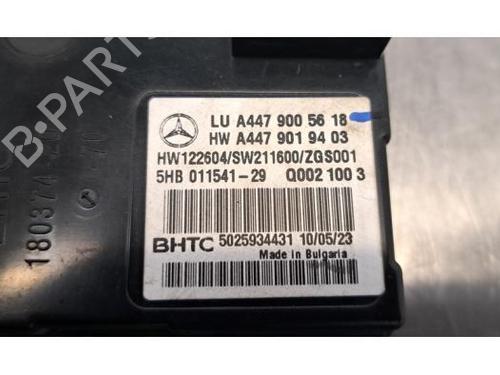 LU A447 900 56 18
HW A447 901 94 03
HW122604/SW211600/ZGS001
5HB 011541-29 Q002 100 3
BHTC 5025934431 10/05/23
Made in Bulgaria
180374
B-Parts